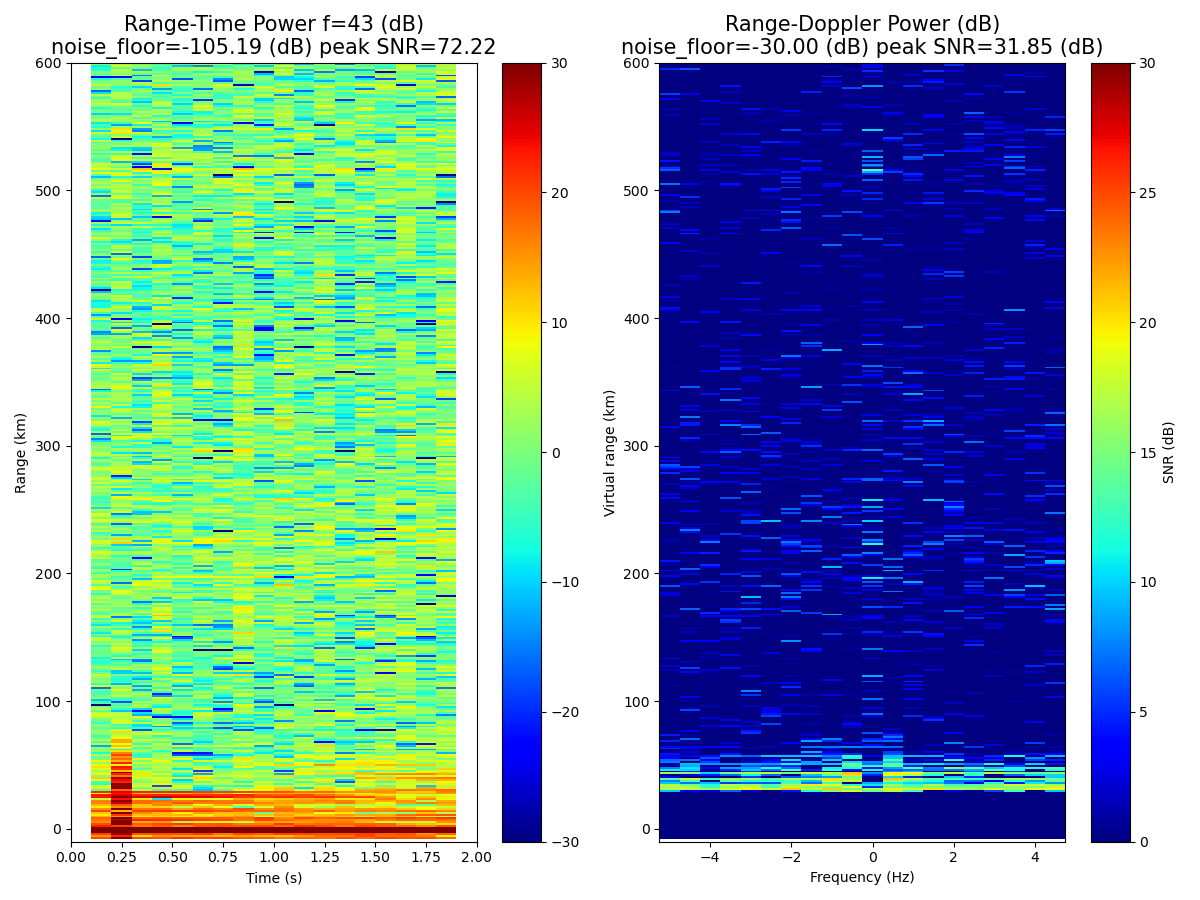 Range-Time Power f=43 (dB)
noise_floor=-105.19 (dB) peak SNR=72.22
Range-Doppler Power (dB)
noise_floor=-30.00 (dB) peak SNR=31.85 (dB)
600
500
400
300
200
100
0
Range (km)
0.00 0.25 0.50 0.75 1.00 1.25 1.50 1.75 2.00
Time (s)
30
20
10
0
−10
−20
−30
600
500
400
300
200
100
0
Virtual range (km)
−4 −2 0 2 4
Frequency (Hz)
30
25
20
15
10
5
0
SNR (dB)